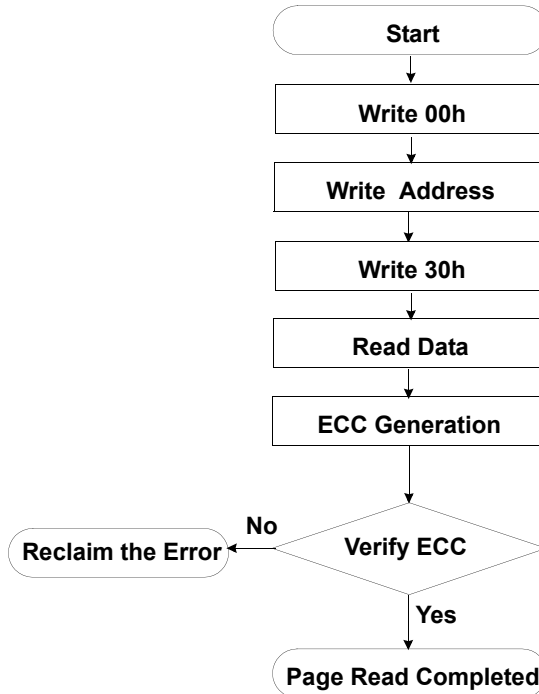 Start
Write 00h
Write Address
Write 30h
Read Data
ECC Generation
Verify ECC
No
Reclaim the Error
Yes
Page Read Completed